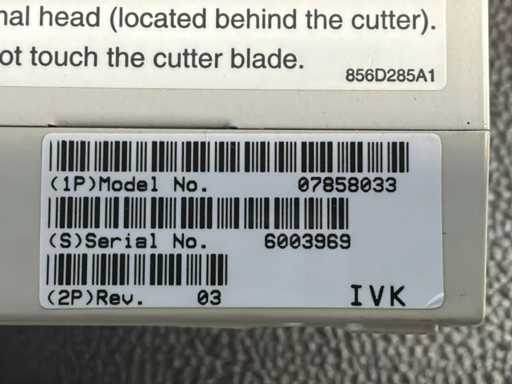 nal head (located behind the cutter).
ot touch the cutter blade.
856D285A1
(1P)Model No. 07858033
(S)Serial No. 6003969
(2P)Rev. 03 IVK